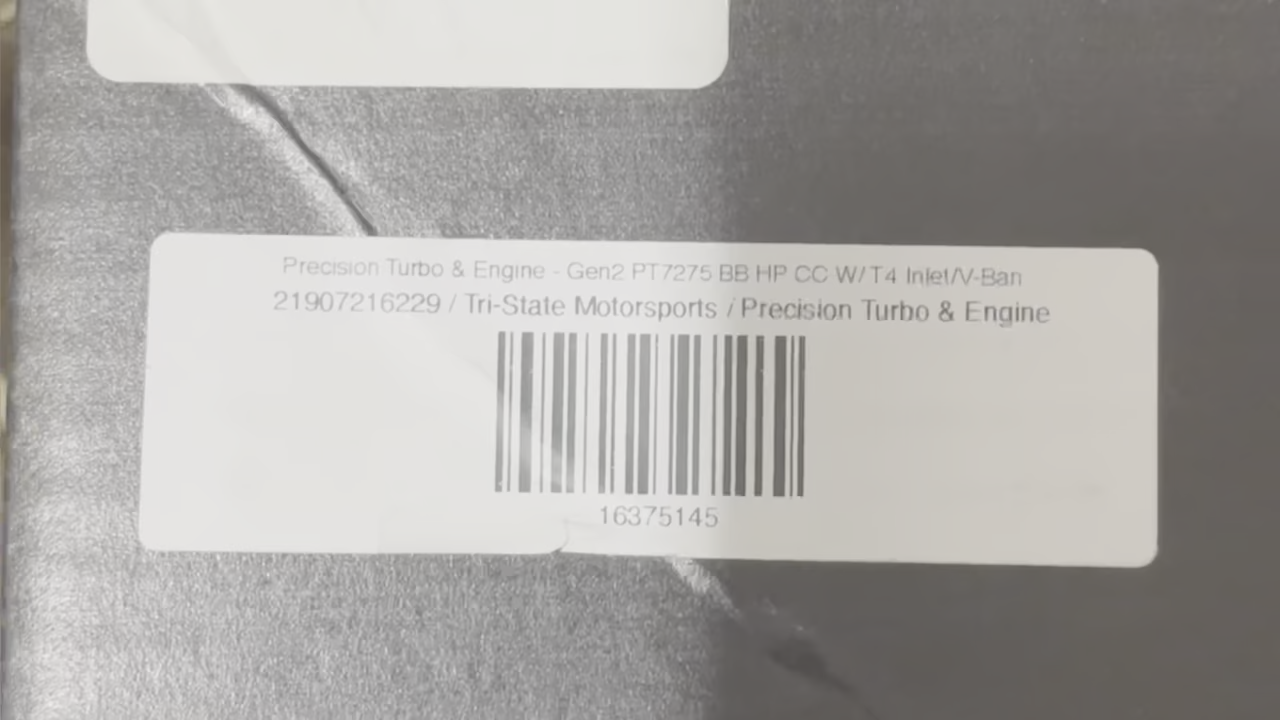 Precision Turbo & Engine - Gen2 PT7275 BB HP CC W/T4 Inlet/V-Ban
21907216229 / Tri-State Motorsports / Precision Turbo & Engine
16375145